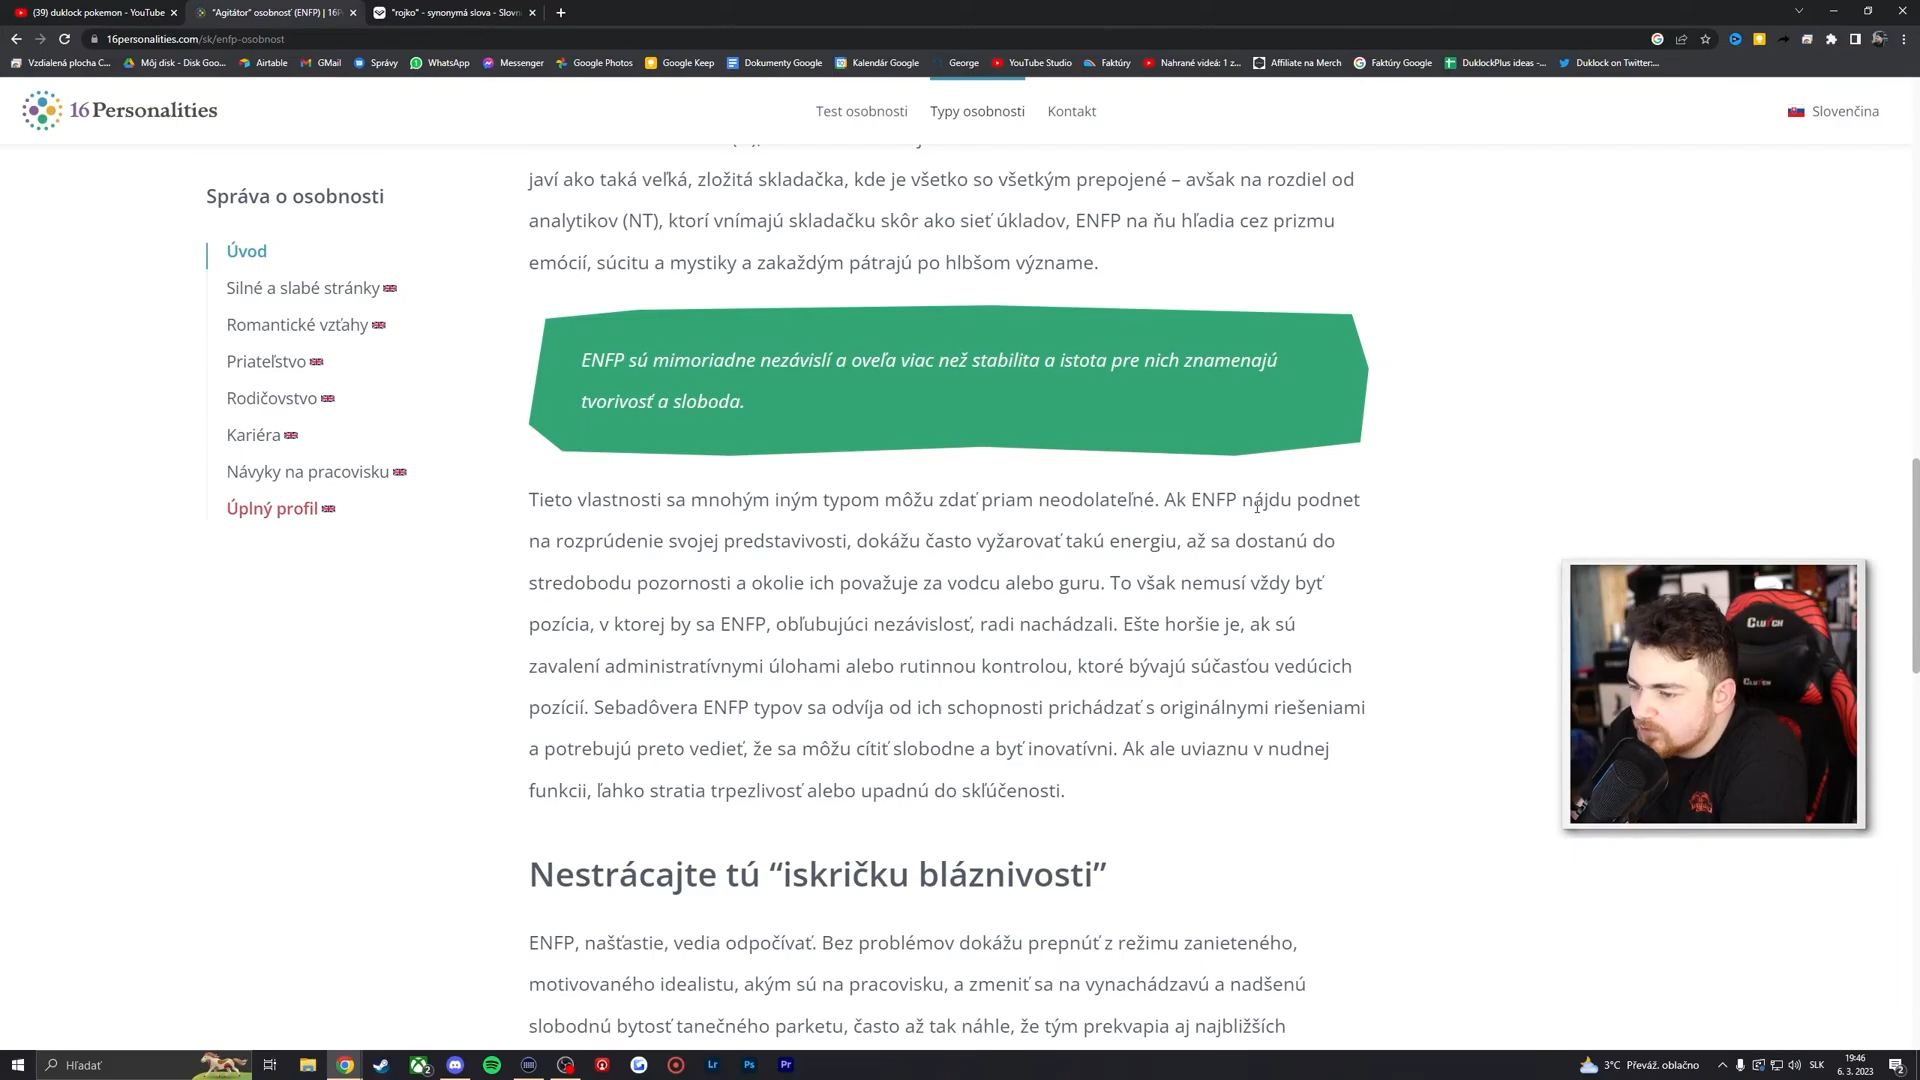 (39) duklock pokemon - YouTube
"Agitátor" osobnosť (ENFP) | 16P
"rojko" - synonymá slova - Slovn
16personalities.com/sk/enfp-osobnost
Vzdialená plocha C...
Môj disk - Disk Goo...
Airtable
GMail
Správy
WhatsApp
Messenger
Google Photos
Google Keep
Dokumenty Google
Kalendár Google
George
YouTube Studio
Faktúry
Nahrané videá: 1 z...
Affiliate na Merch
Faktúry Google
DuklockPlus ideas -...
Duklock on Twitter:...
16Personalities
Test osobnosti
Typy osobnosti
Kontakt
Slovenčina
Správa o osobnosti
Úvod
Silné a slabé stránky
Romantické vzťahy
Priateľstvo
Rodičovstvo
Kariéra
Návyky na pracovisku
Úplný profil
javí ako taká veľká, zložitá skladačka, kde je všetko so všetkým prepojené – avšak na rozdiel od
analytikov (NT), ktorí vnímajú skladačku skôr ako sieť úkladov, ENFP na ňu hľadia cez prizmu
emócií, súcitu a mystiky a zakaždým pátrajú po hlbšom význame.
ENFP sú mimoriadne nezávislí a oveľa viac než stabilita a istota pre nich znamenajú
tvorivosť a sloboda.
Tieto vlastnosti sa mnohým iným typom môžu zdať priam neodolateľné. Ak ENFP nájdu podnet
na rozprúdenie svojej predstavivosti, dokážu často vyžarovať takú energiu, až sa dostanú do
stredobodu pozornosti a okolie ich považuje za vodcu alebo guru. To však nemusí vždy byť
pozícia, v ktorej by sa ENFP, obľubujúci nezávislosť, radi nachádzali. Ešte horšie je, ak sú
zavalení administratívnymi úlohami alebo rutinnou kontrolou, ktoré bývajú súčasťou vedúcich
pozícií. Sebadôvera ENFP typov sa odvíja od ich schopnosti prichádzať s originálnymi riešeniami
a potrebujú preto vedieť, že sa môžu cítiť slobodne a byť inovatívni. Ak ale uviaznu v nudnej
funkcii, ľahko stratia trpezlivosť alebo upadnú do skľúčenosti.
Nestrácajte tú “iskričku bláznivosti”
ENFP, našťastie, vedia odpočívať. Bez problémov dokážu prepnúť z režimu zanieteného,
motivovaného idealistu, akým sú na pracovisku, a zmeniť sa na vynachádzavú a nadšenú
slobodnú bytosť tanečného parketu, často až tak náhle, že tým prekvapia aj najbližších
CLUTCH
CLUTCH
Hľadať
2
Lr
Ps
Pr
3°C Prevάž. oblačno
SLK
19:46
6. 3. 2023
2